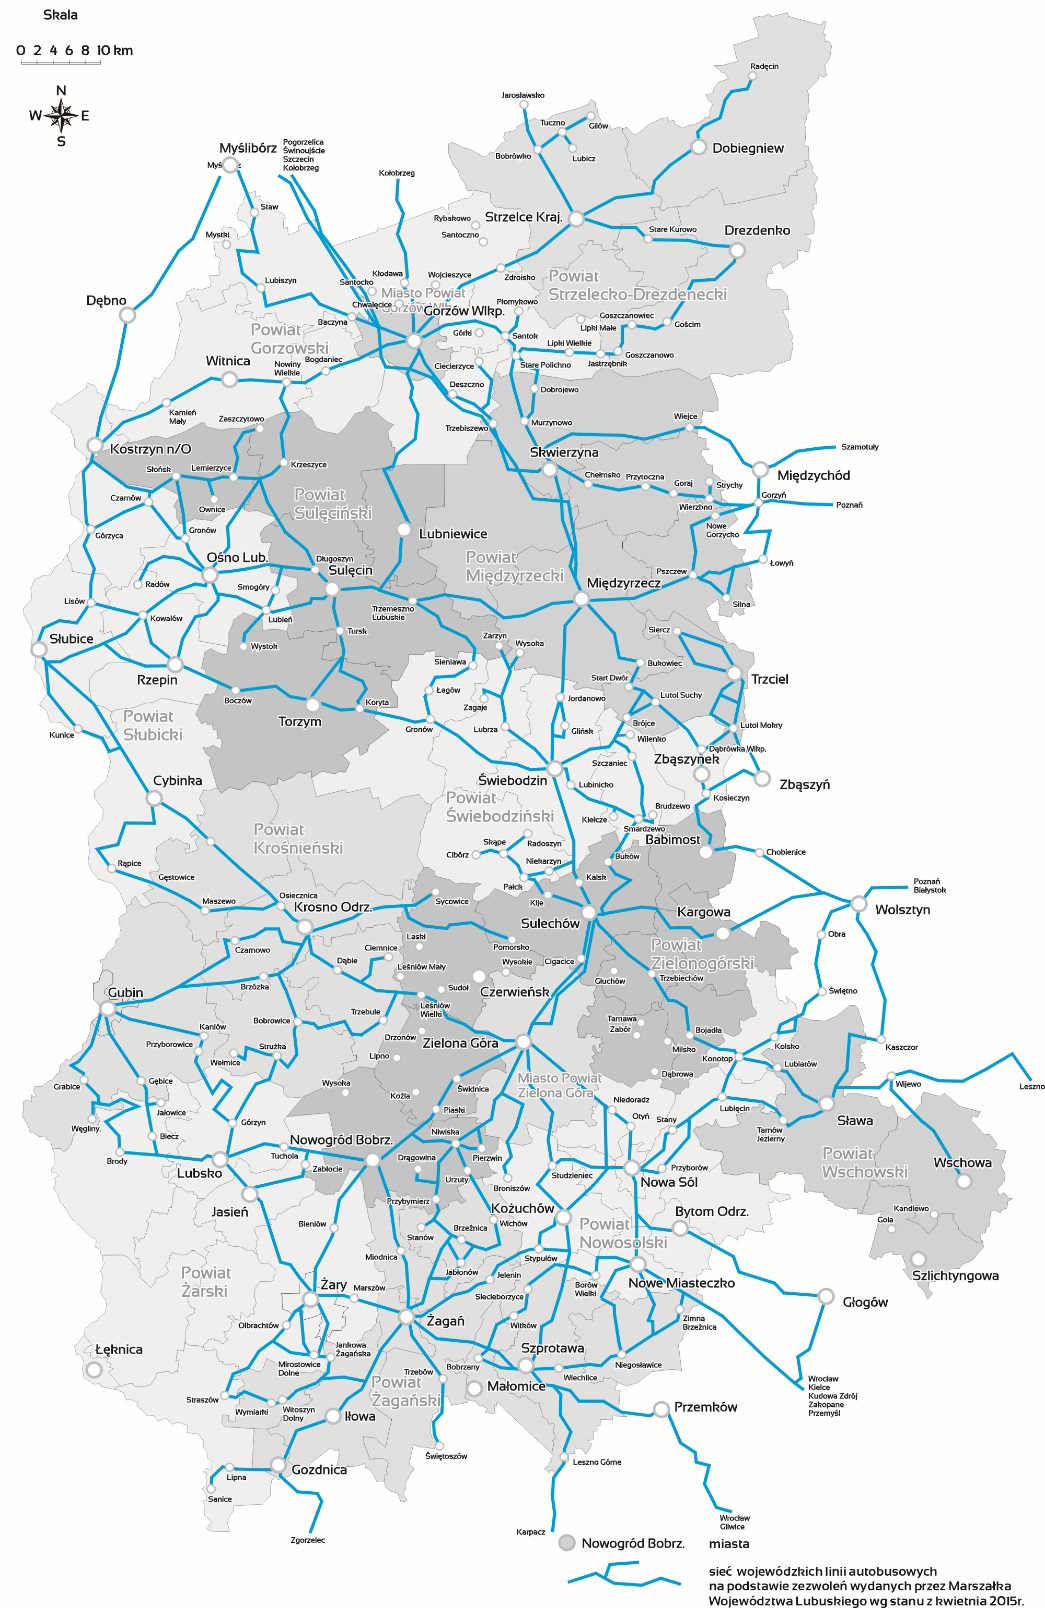 Skala
0 2 4 6 8 10 km
N
W E
S
Radęcin
Jarosławsko
Tuczno
Gilów
Bobrówko
Lubicz
Dobiegniew
Myślibórz
Pogorzelica
Świnoujście
Szczecin
Kołobrzeg
Kołobrzeg
Staw
Mystki
Rybakowo
Santoczno
Strzelce Kraj.
Stare Kurowo
Drezdenko
Lubiszyn
Santocko
Kłodawa
Wojcieszyce
Zdroisko
Powiat
Strzelecko-Drezdenecki
Miasto Powiat
Gorzów Wlkp.
Chwalęcice
Gorzów Wlkp.
Płomykowo
Dębno
Baczyna
Powiat
Gorzowski
Górki
Santok
Lipki Małe
Goszczanowiec
Gościm
Lipki Wielkie
Goszczanowo
Jastrzębnik
Stare Polichno
Witnica
Nowiny
Wielkie
Bogdaniec
Ciecierzyce
Deszczno
Dobrojewo
Kamień
Mały
Zaszczytowo
Trzebiszewo
Murzynowo
Wiejce
Szamotuły
Kostrzyn n/O
Słońsk
Lemierzyce
Krzeszyce
Skwierzyna
Chełmsko
Przytoczna
Goraj
Strychy
Międzychód
Gorzyń
Poznań
Wierzbno
Czarnów
Ownice
Powiat
Sulęciński
Górzyca
Gronów
Lubniewice
Nowe
Gorzycko
Łowyń
Ośno Lub.
Długoszyn
Sulęcin
Powiat
Międzyrzecki
Międzyrzecz
Pszczew
Silna
Radów
Smogóry
Lisów
Kowalów
Lubień
Trzemeszno
Lubuskie
Słubice
Wystok
Tursk
Zarzyn
Wysoka
Siercz
Rzepin
Sieniawa
Bukowiec
Start Dwór
Trzciel
Boczów
Łagów
Zagaje
Jordanowo
Lutol Suchy
Torzym
Koryta
Gronów
Lubrza
Glińsk
Brójce
Wilenko
Lutol Mokry
Kunice
Powiat
Słubicki
Dąbrówka Wlkp.
Szczaniec
Zbąszynek
Cybinka
Świebodzin
Lubinicko
Zbąszyń
Kosieczyn
Powiat
Świebodziński
Kiełcze
Brudzewo
Smardzewo
Powiat
Krośnieński
Skąpe
Radoszyn
Cibórz
Niekarzyn
Babimost
Buków
Chobienice
Rąpice
Gęstowice
Pałck
Kije
Kalsk
Poznań
Białystok
Maszewo
Osiecznica
Krosno Odrz.
Sycowice
Sulechów
Kargowa
Wolsztyn
Czarnowo
Laski
Ciemnice
Pomorsko
Obra
Dąbie
Leśniów Mały
Wysokie
Cigacice
Powiat
Zielonogórski
Brzózka
Sudoł
Czerwieńsk
Głuchów
Trzebiechów
Gubin
Leśniów
Wielki
Świętno
Bobrowice
Trzebule
Tarnawa
Zabór
Bojadła
Kaniów
Przyborowice
Drzonów
Zielona Góra
Milsko
Kolsko
Kaszczor
Strużka
Wełmice
Lipno
Konotop
Lubiatów
Grabice
Gębice
Wysoka
Świdnica
Miasto Powiat
Zielona Góra
Dąbrowa
Wijewo
Leszno
Kożla
Jałowice
Piaski
Niedoradz
Lubięcin
Sława
Węgliny
Górzyn
Otyń
Stany
Biecz
Nowogród Bobrz.
Niwiska
Tarnów
Jezierny
Brody
Tuchola
Drągowina
Pierzwin
Powiat
Wschowski
Wschowa
Lubsko
Zabłocie
Urzuty
Studzieniec
Przyborów
Nowa Sól
Broniszów
Jasień
Przybymierz
Kożuchów
Bytom Odrz.
Kandlewo
Gola
Bieniów
Stanów
Brzeźnica
Wichów
Powiat
Nowosolski
Miodnica
Jabłonów
Stypułów
Powiat
Żarski
Jelenin
Borów
Wielki
Nowe Miasteczko
Szlichtyngowa
Żary
Marszów
Siecieborzyce
Głogów
Olbrachtów
Żagań
Witków
Zimna
Brzeźnica
Łęknica
Jankowa
Żagańska
Mirostowice
Dolne
Szprotawa
Niegosławice
Trzebów
Bobrzany
Wiechlice
Wrocław
Kielce
Kudowa Zdrój
Zakopane
Przemyśl
Powiat
Żagański
Małomice
Straszów
Wymiarki
Witoszyn
Dolny
Iłowa
Przemków
Świętoszów
Leszno Górne
Gozdnica
Lipna
Sanice
Wrocław
Gliwice
Zgorzelec
Karpacz
Nowogród Bobrz. miasta
sieć wojewódzkich linii autobusowych
na podstawie zezwoleń wydanych przez Marszałka
Województwa Lubuskiego wg stanu z kwietnia 2015r.